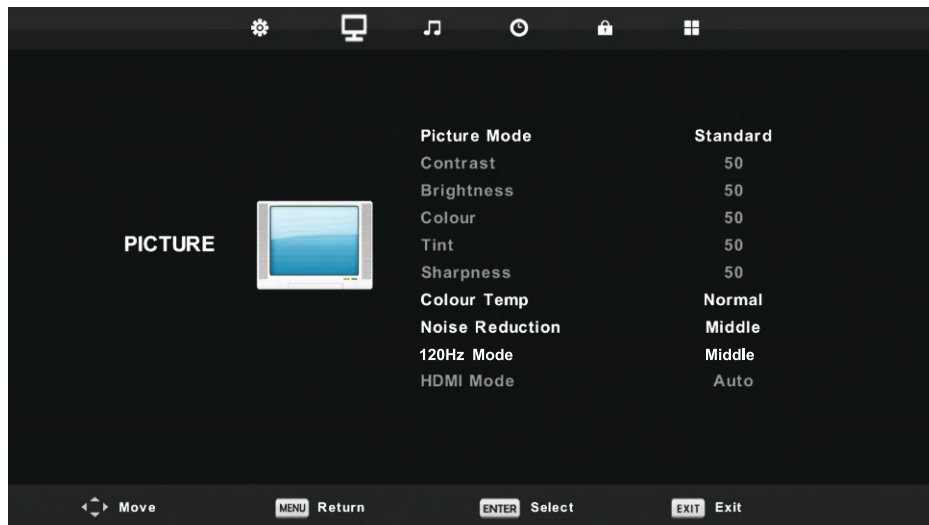 PICTURE
Picture Mode Standard
Contrast 50
Brightness 50
Colour 50
Tint 50
Sharpness 50
Colour Temp Normal
Noise Reduction Middle
120Hz Mode Middle
HDMI Mode Auto
Move MENU Return ENTER Select EXIT Exit